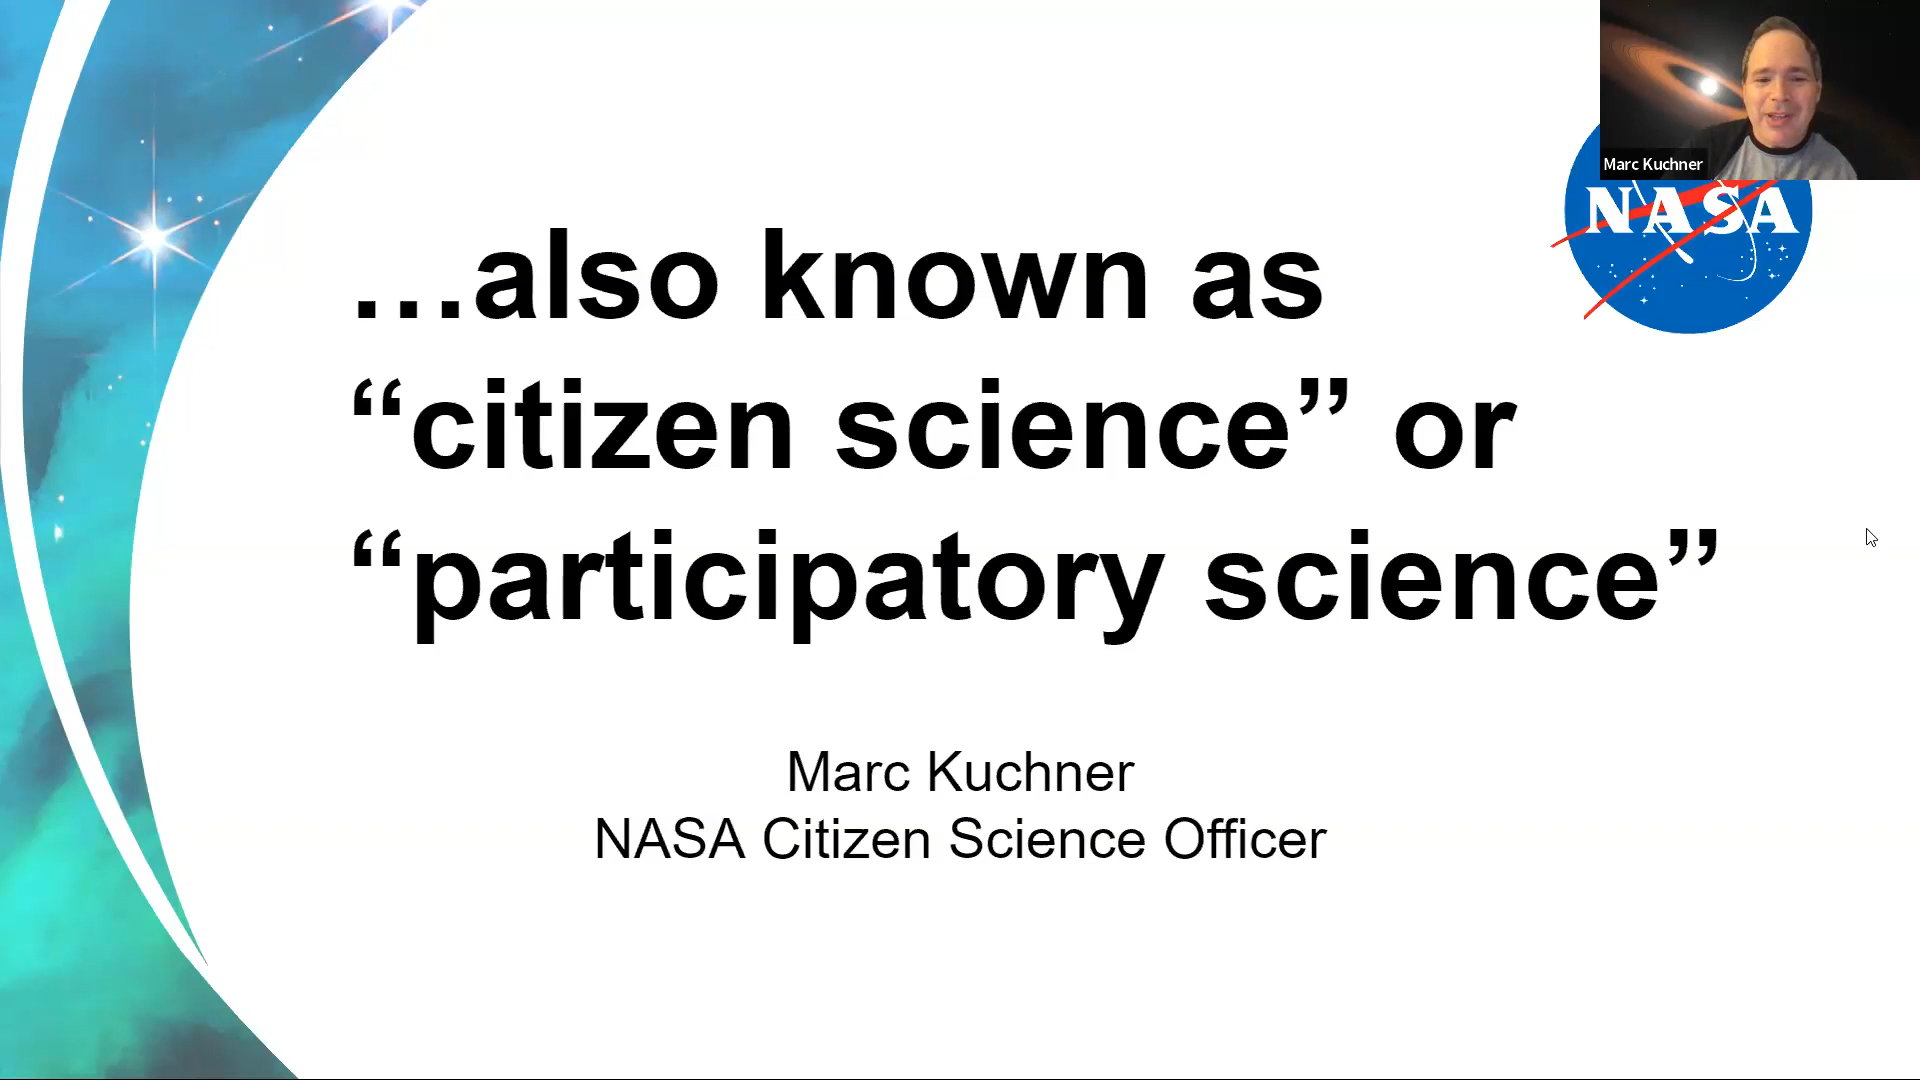 Marc Kuchner
NASA
…also known as
“citizen science” or
“participatory science”
Marc Kuchner
NASA Citizen Science Officer